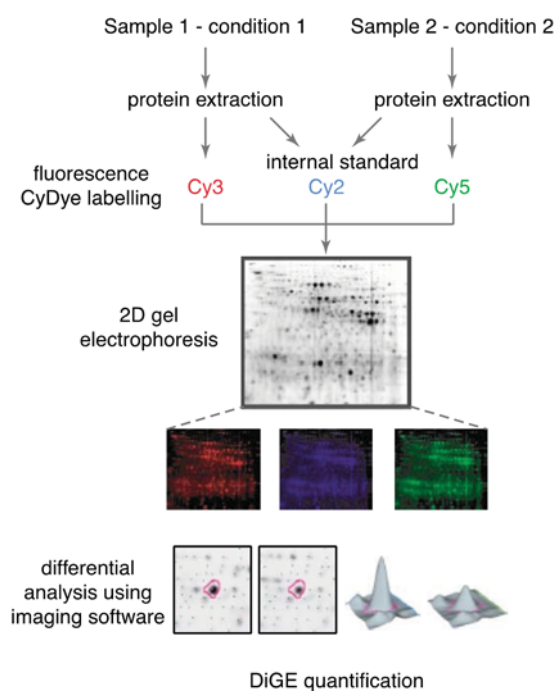 Sample 1 - condition 1
Sample 2 - condition 2
protein extraction
protein extraction
internal standard
fluorescence
CyDye labelling
Cy3
Cy2
Cy5
2D gel
electrophoresis
differential
analysis using
imaging software
DiGE quantification